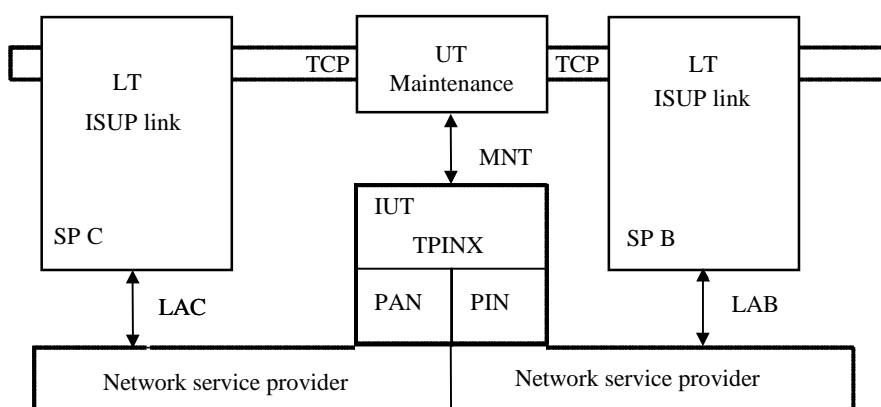 LT
ISUP link
SP C
TCP
UT
Maintenance
TCP
LT
ISUP link
SP B
MNT
IUT
TPINX
PAN
PIN
LAC
LAB
Network service provider
Network service provider